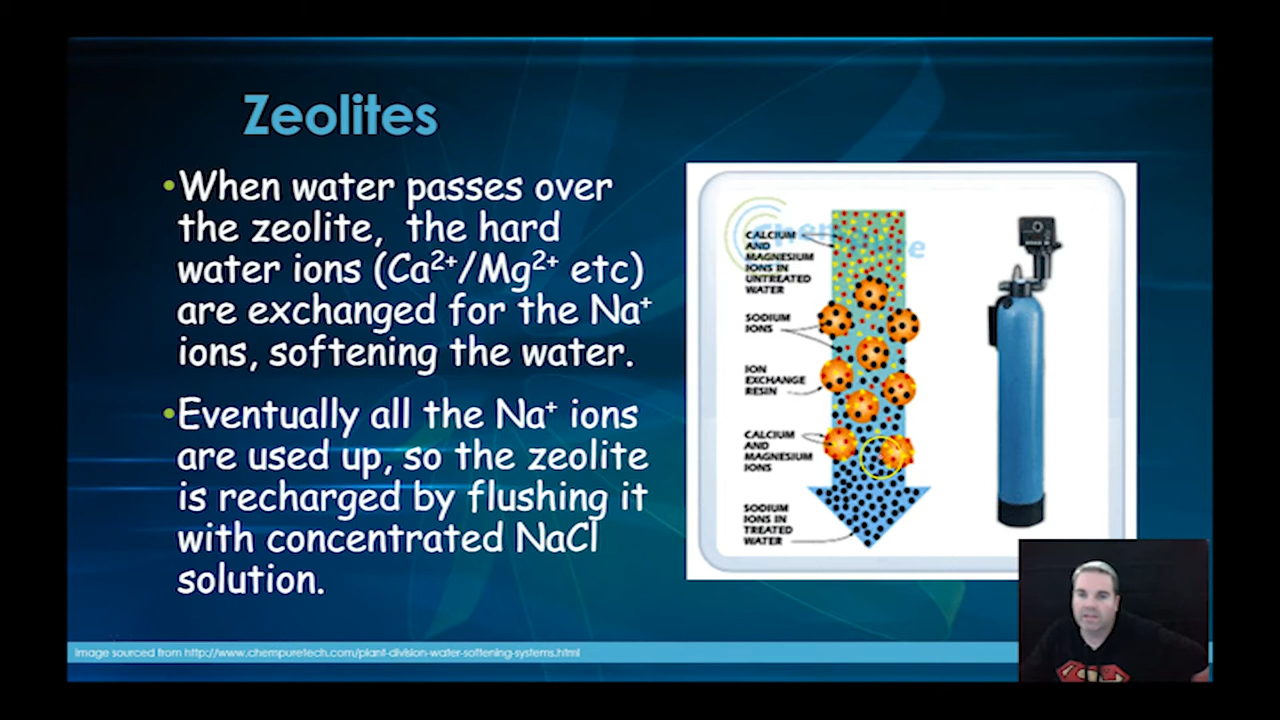 Zeolites
•When water passes over
the zeolite, the hard
water ions (Ca²⁺/Mg²⁺ etc)
are exchanged for the Na⁺
ions, softening the water.
•Eventually all the Na⁺ ions
are used up, so the zeolite
is recharged by flushing it
with concentrated NaCl
solution.
CALCIUM
AND
MAGNESIUM
IONS IN
UNTREATED
WATER
SODIUM
IONS
ION
EXCHANGE
RESIN
CALCIUM
AND
MAGNESIUM
IONS
SODIUM
IONS IN
TREATED
WATER
Image sourced from http://www.chempuretech.com/plant-division-water-softening-systems.html